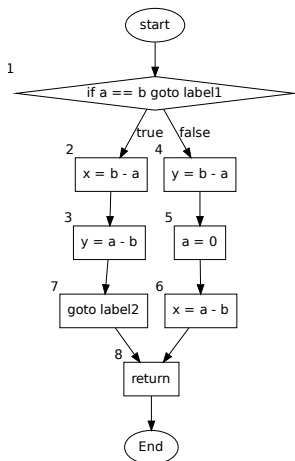 start
1
if a == b goto label1
true
false
2
x = b - a
4
y = b - a
3
y = a - b
5
a = 0
7
goto label2
6
x = a - b
8
return
End